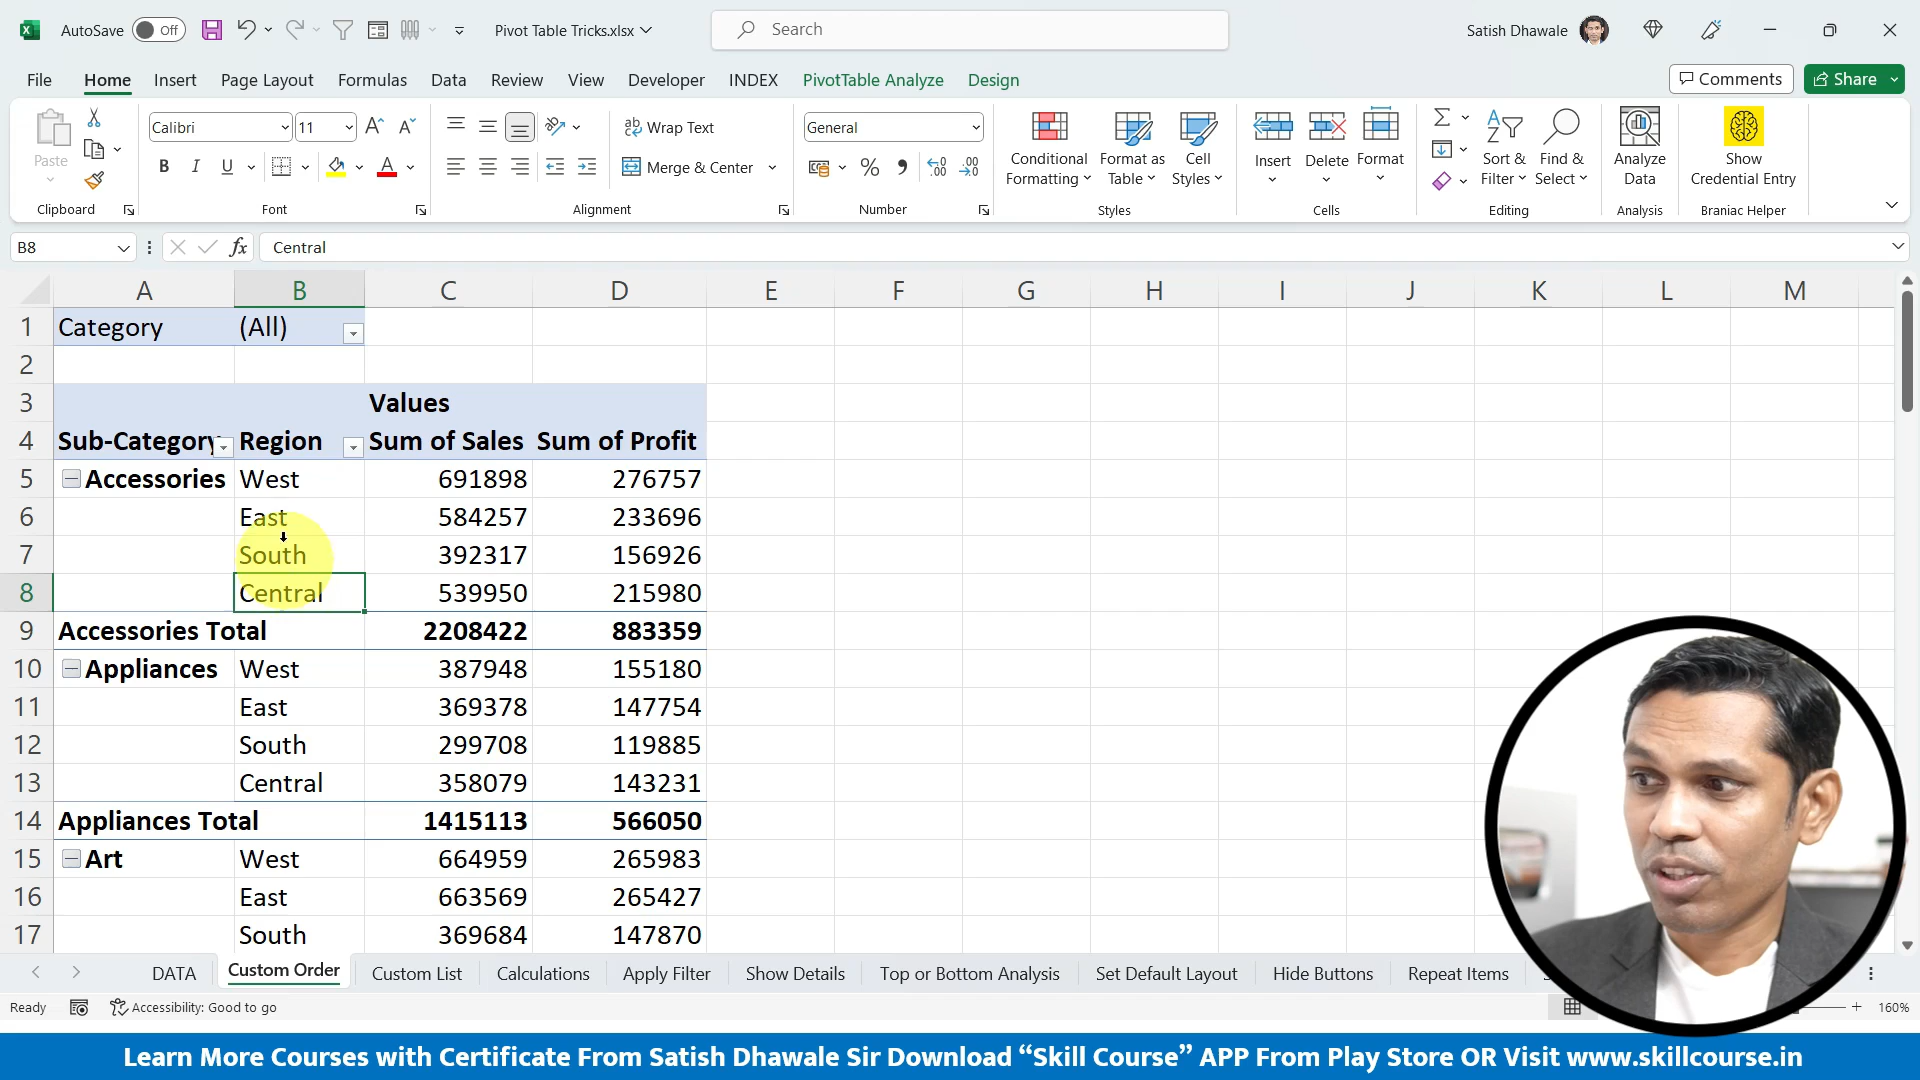 AutoSave Off Pivot Table Tricks.xlsx Search Satish Dhawale
File Home Insert Page Layout Formulas Data Review View Developer INDEX PivotTable Analyze Design Comments Share
Paste Calibri 11 Wrap Text General Conditional Formatting Format as Table Cell Styles Insert Delete Format Sort & Filter Find & Select Analyze Data Show Credential Entry
B I U Merge & Center
Clipboard Font Alignment Number Styles Cells Editing Analysis Braniac Helper
B8 fx Central
A B C D E F G H I J K L M
1 Category (All)
2
3 Values
4 Sub-Category Region Sum of Sales Sum of Profit
5 Accessories West 691898 276757
6 East 584257 233696
7 South 392317 156926
8 Central 539950 215980
9 Accessories Total 2208422 883359
10 Appliances West 387948 155180
11 East 369378 147754
12 South 299708 119885
13 Central 358079 143231
14 Appliances Total 1415113 566050
15 Art West 664959 265983
16 East 663569 265427
17 South 369684 147870
DATA Custom Order Custom List Calculations Apply Filter Show Details Top or Bottom Analysis Set Default Layout Hide Buttons Repeat Items
Ready Accessibility: Good to go 160%
Learn More Courses with Certificate From Satish Dhawale Sir Download “Skill Course” APP From Play Store OR Visit www.skillcourse.in